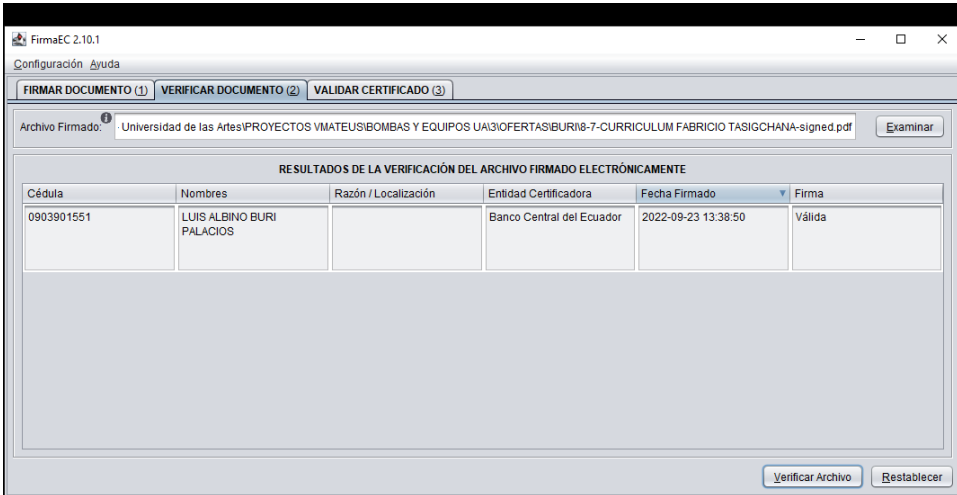 FirmaEC 2.10.1
Configuración Ayuda
FIRMAR DOCUMENTO (1) VERIFICAR DOCUMENTO (2) VALIDAR CERTIFICADO (3)
Archivo Firmado: Universidad de las Artes\PROYECTOS VMATEUS\BOMBAS Y EQUIPOS UA\3\OFERTAS\BURI\8-7-CURRICULUM FABRICIO TASIGCHANA-signed.pdf Examinar
RESULTADOS DE LA VERIFICACIÓN DEL ARCHIVO FIRMADO ELECTRÓNICAMENTE
Cédula Nombres Razón / Localización Entidad Certificadora Fecha Firmado Firma
0903901551 LUIS ALBINO BURI Banco Central del Ecuador 2022-09-23 13:38:50 Válida
PALACIOS
Verificar Archivo Restablecer